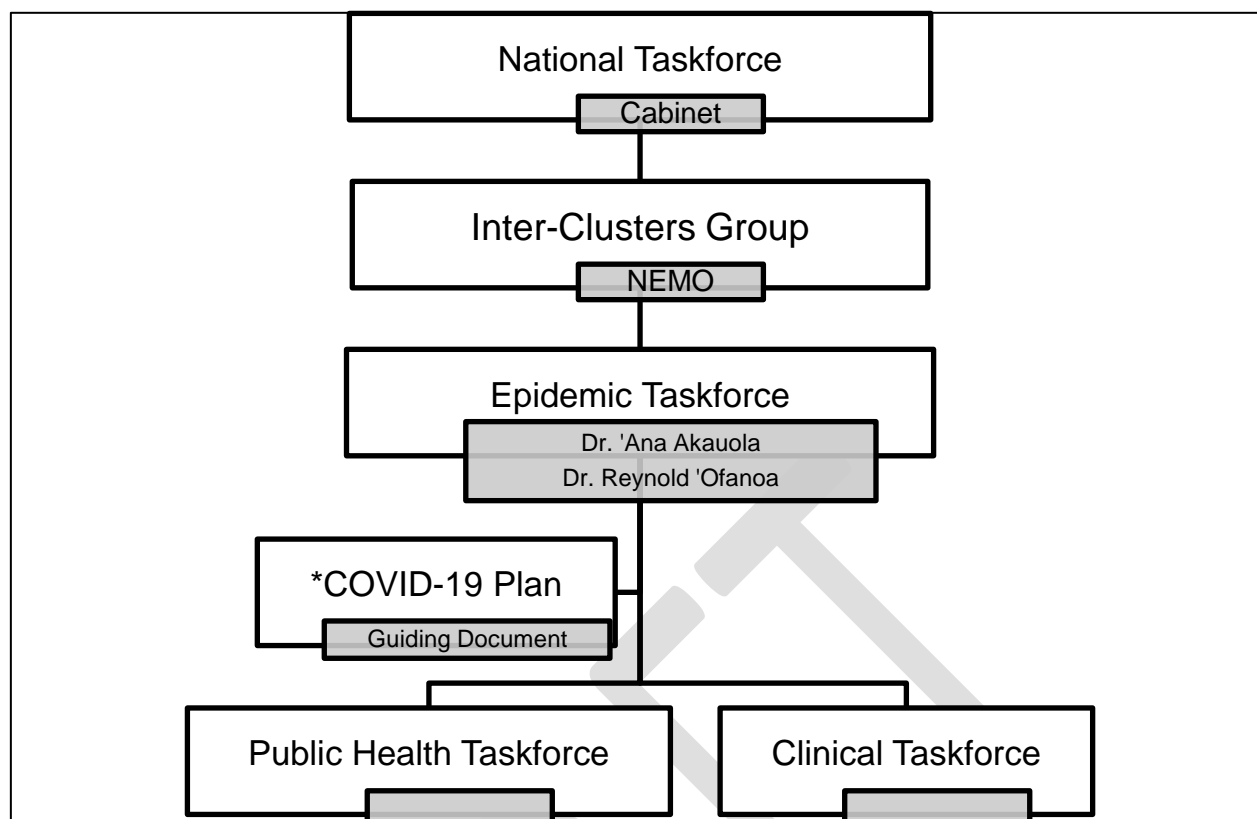 National Taskforce
Cabinet
Inter-Clusters Group
NEMO
Epidemic Taskforce
Dr. 'Ana Akauola
Dr. Reynold 'Ofanoa
*COVID-19 Plan
Guiding Document
Public Health Taskforce
Clinical Taskforce